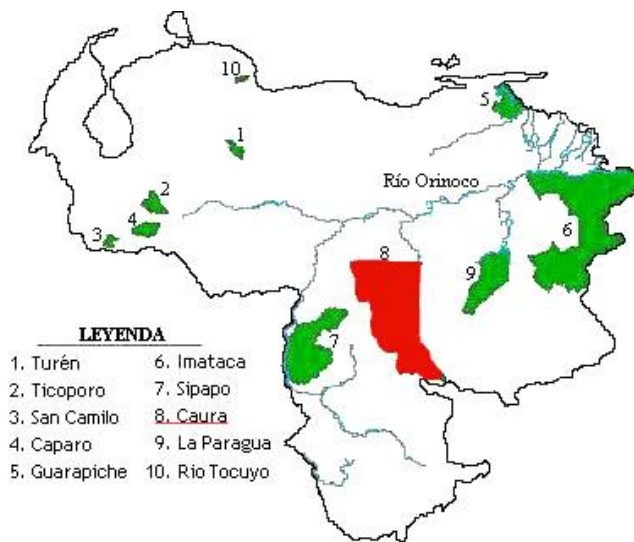 10
5
1
Río Orinoco
2
4
6
3
8
9
7
LEYENDA
1. Turén
2. Ticoporo
3. San Camilo
4. Caparo
5. Guarapiche
6. Imataca
7. Sipapo
8. Caura
9. La Paragua
10. Rio Tocuyo